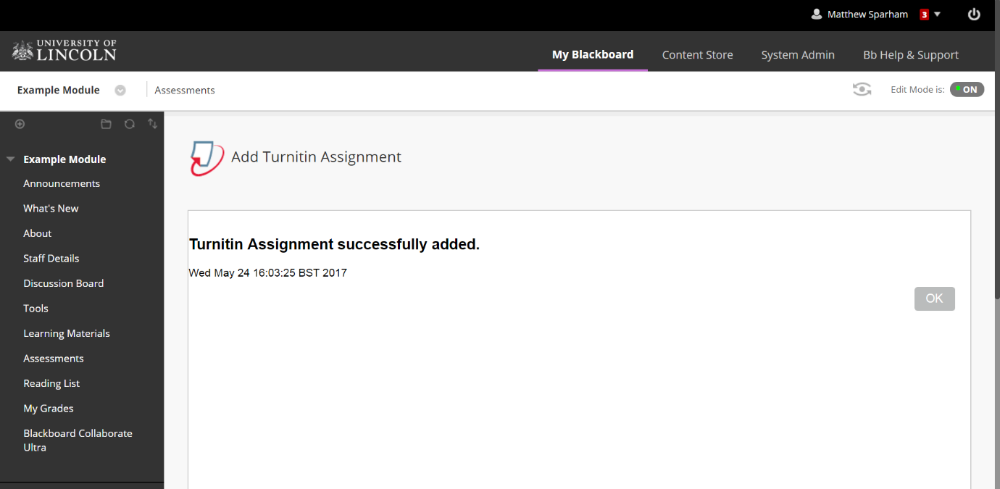 Matthew Sparham 3
UNIVERSITY OF
LINCOLN
My Blackboard Content Store System Admin Bb Help & Support
Example Module Assessments Edit Mode is: ON
Example Module
Announcements
What's New
About
Staff Details
Discussion Board
Tools
Learning Materials
Assessments
Reading List
My Grades
Blackboard Collaborate
Ultra
Add Turnitin Assignment
Turnitin Assignment successfully added.
Wed May 24 16:03:25 BST 2017
OK